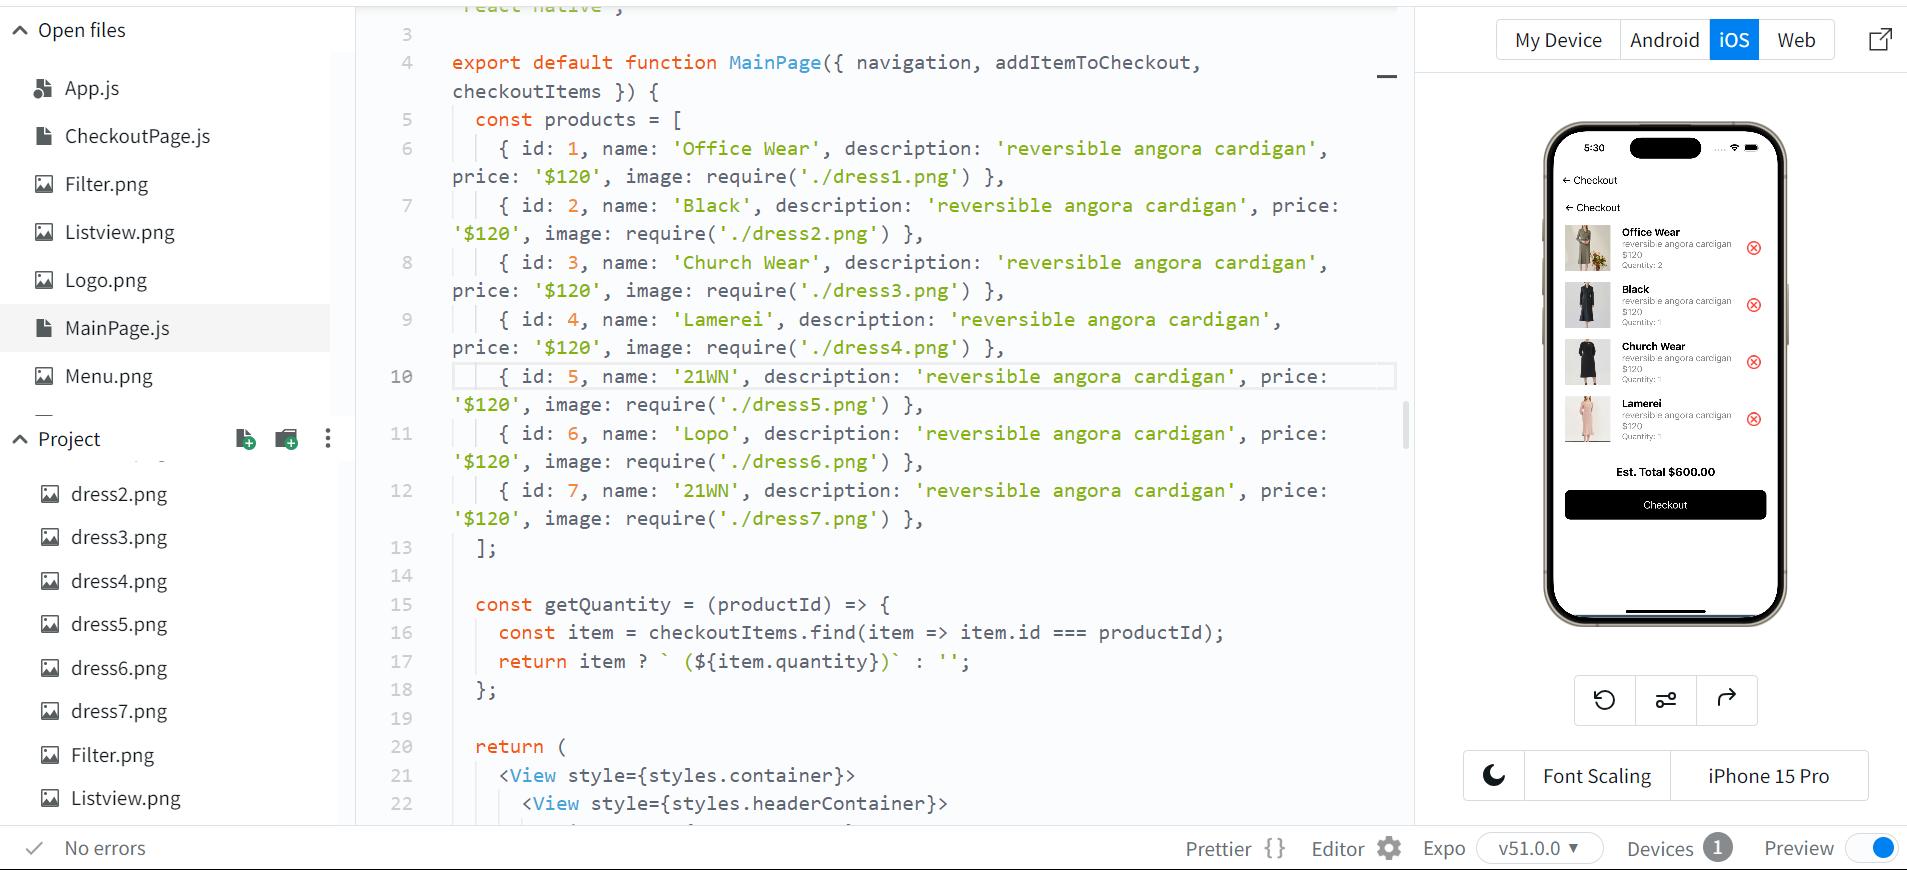 Open files
App.js
CheckoutPage.js
Filter.png
Listview.png
Logo.png
MainPage.js
Menu.png
Project
dress2.png
dress3.png
dress4.png
dress5.png
dress6.png
dress7.png
Filter.png
Listview.png
'react-native';
3
4 export default function MainPage({ navigation, addItemToCheckout,
checkoutItems }) {
5 const products = [
6 { id: 1, name: 'Office Wear', description: 'reversible angora cardigan',
price: '$120', image: require('./dress1.png') },
7 { id: 2, name: 'Black', description: 'reversible angora cardigan', price:
'$120', image: require('./dress2.png') },
8 { id: 3, name: 'Church Wear', description: 'reversible angora cardigan',
price: '$120', image: require('./dress3.png') },
9 { id: 4, name: 'Lamerei', description: 'reversible angora cardigan',
price: '$120', image: require('./dress4.png') },
10 { id: 5, name: '21WN', description: 'reversible angora cardigan', price:
'$120', image: require('./dress5.png') },
11 { id: 6, name: 'Lopo', description: 'reversible angora cardigan', price:
'$120', image: require('./dress6.png') },
12 { id: 7, name: '21WN', description: 'reversible angora cardigan', price:
'$120', image: require('./dress7.png') },
13 ];
14
15 const getQuantity = (productId) => {
16 const item = checkoutItems.find(item => item.id === productId);
17 return item ? ` (${item.quantity})` : '';
18 };
19
20 return (
21 <View style={styles.container}>
22 <View style={styles.headerContainer}>
My Device Android iOS Web
5:30
← Checkout
← Checkout
Office Wear
reversible angora cardigan
$120
Quantity: 2
Black
reversible angora cardigan
$120
Quantity: 1
Church Wear
reversible angora cardigan
$120
Quantity: 1
Lamerei
reversible angora cardigan
$120
Quantity: 1
Est. Total $600.00
Checkout
Font Scaling iPhone 15 Pro
No errors Prettier {} Editor Expo v51.0.0 ▼ Devices 1 Preview